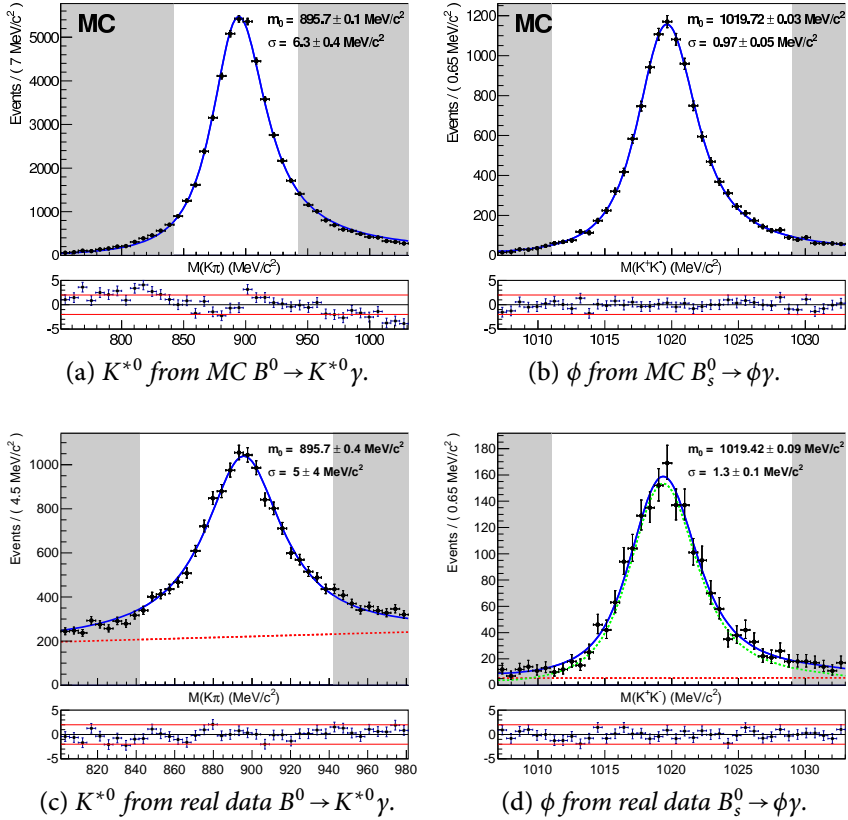 MC
m₀ = 895.7 ± 0.1 MeV/c²
σ = 6.3 ± 0.4 MeV/c²
Events / ( 7 MeV/c² )
5000
4000
3000
2000
1000
0
M(Kπ) (MeV/c²)
5
0
-5
800 850 900 950 1000
(a) K*⁰ from MC B⁰ → K*⁰γ.
MC
m₀ = 1019.72 ± 0.03 MeV/c²
σ = 0.97 ± 0.05 MeV/c²
Events / ( 0.65 MeV/c² )
1200
1000
800
600
400
200
0
M(K⁺K⁻) (MeV/c²)
5
0
-5
1010 1015 1020 1025 1030
(b) ϕ from MC B⁰ₛ → ϕγ.
m₀ = 895.7 ± 0.4 MeV/c²
σ = 5 ± 4 MeV/c²
Events / ( 4.5 MeV/c² )
1000
800
600
400
200
0
M(Kπ) (MeV/c²)
5
0
-5
820 840 860 880 900 920 940 960 980
(c) K*⁰ from real data B⁰ → K*⁰γ.
m₀ = 1019.42 ± 0.09 MeV/c²
σ = 1.3 ± 0.1 MeV/c²
Events / ( 0.65 MeV/c² )
180
160
140
120
100
80
60
40
20
0
M(K⁺K⁻) (MeV/c²)
5
0
-5
1010 1015 1020 1025 1030
(d) ϕ from real data B⁰ₛ → ϕγ.